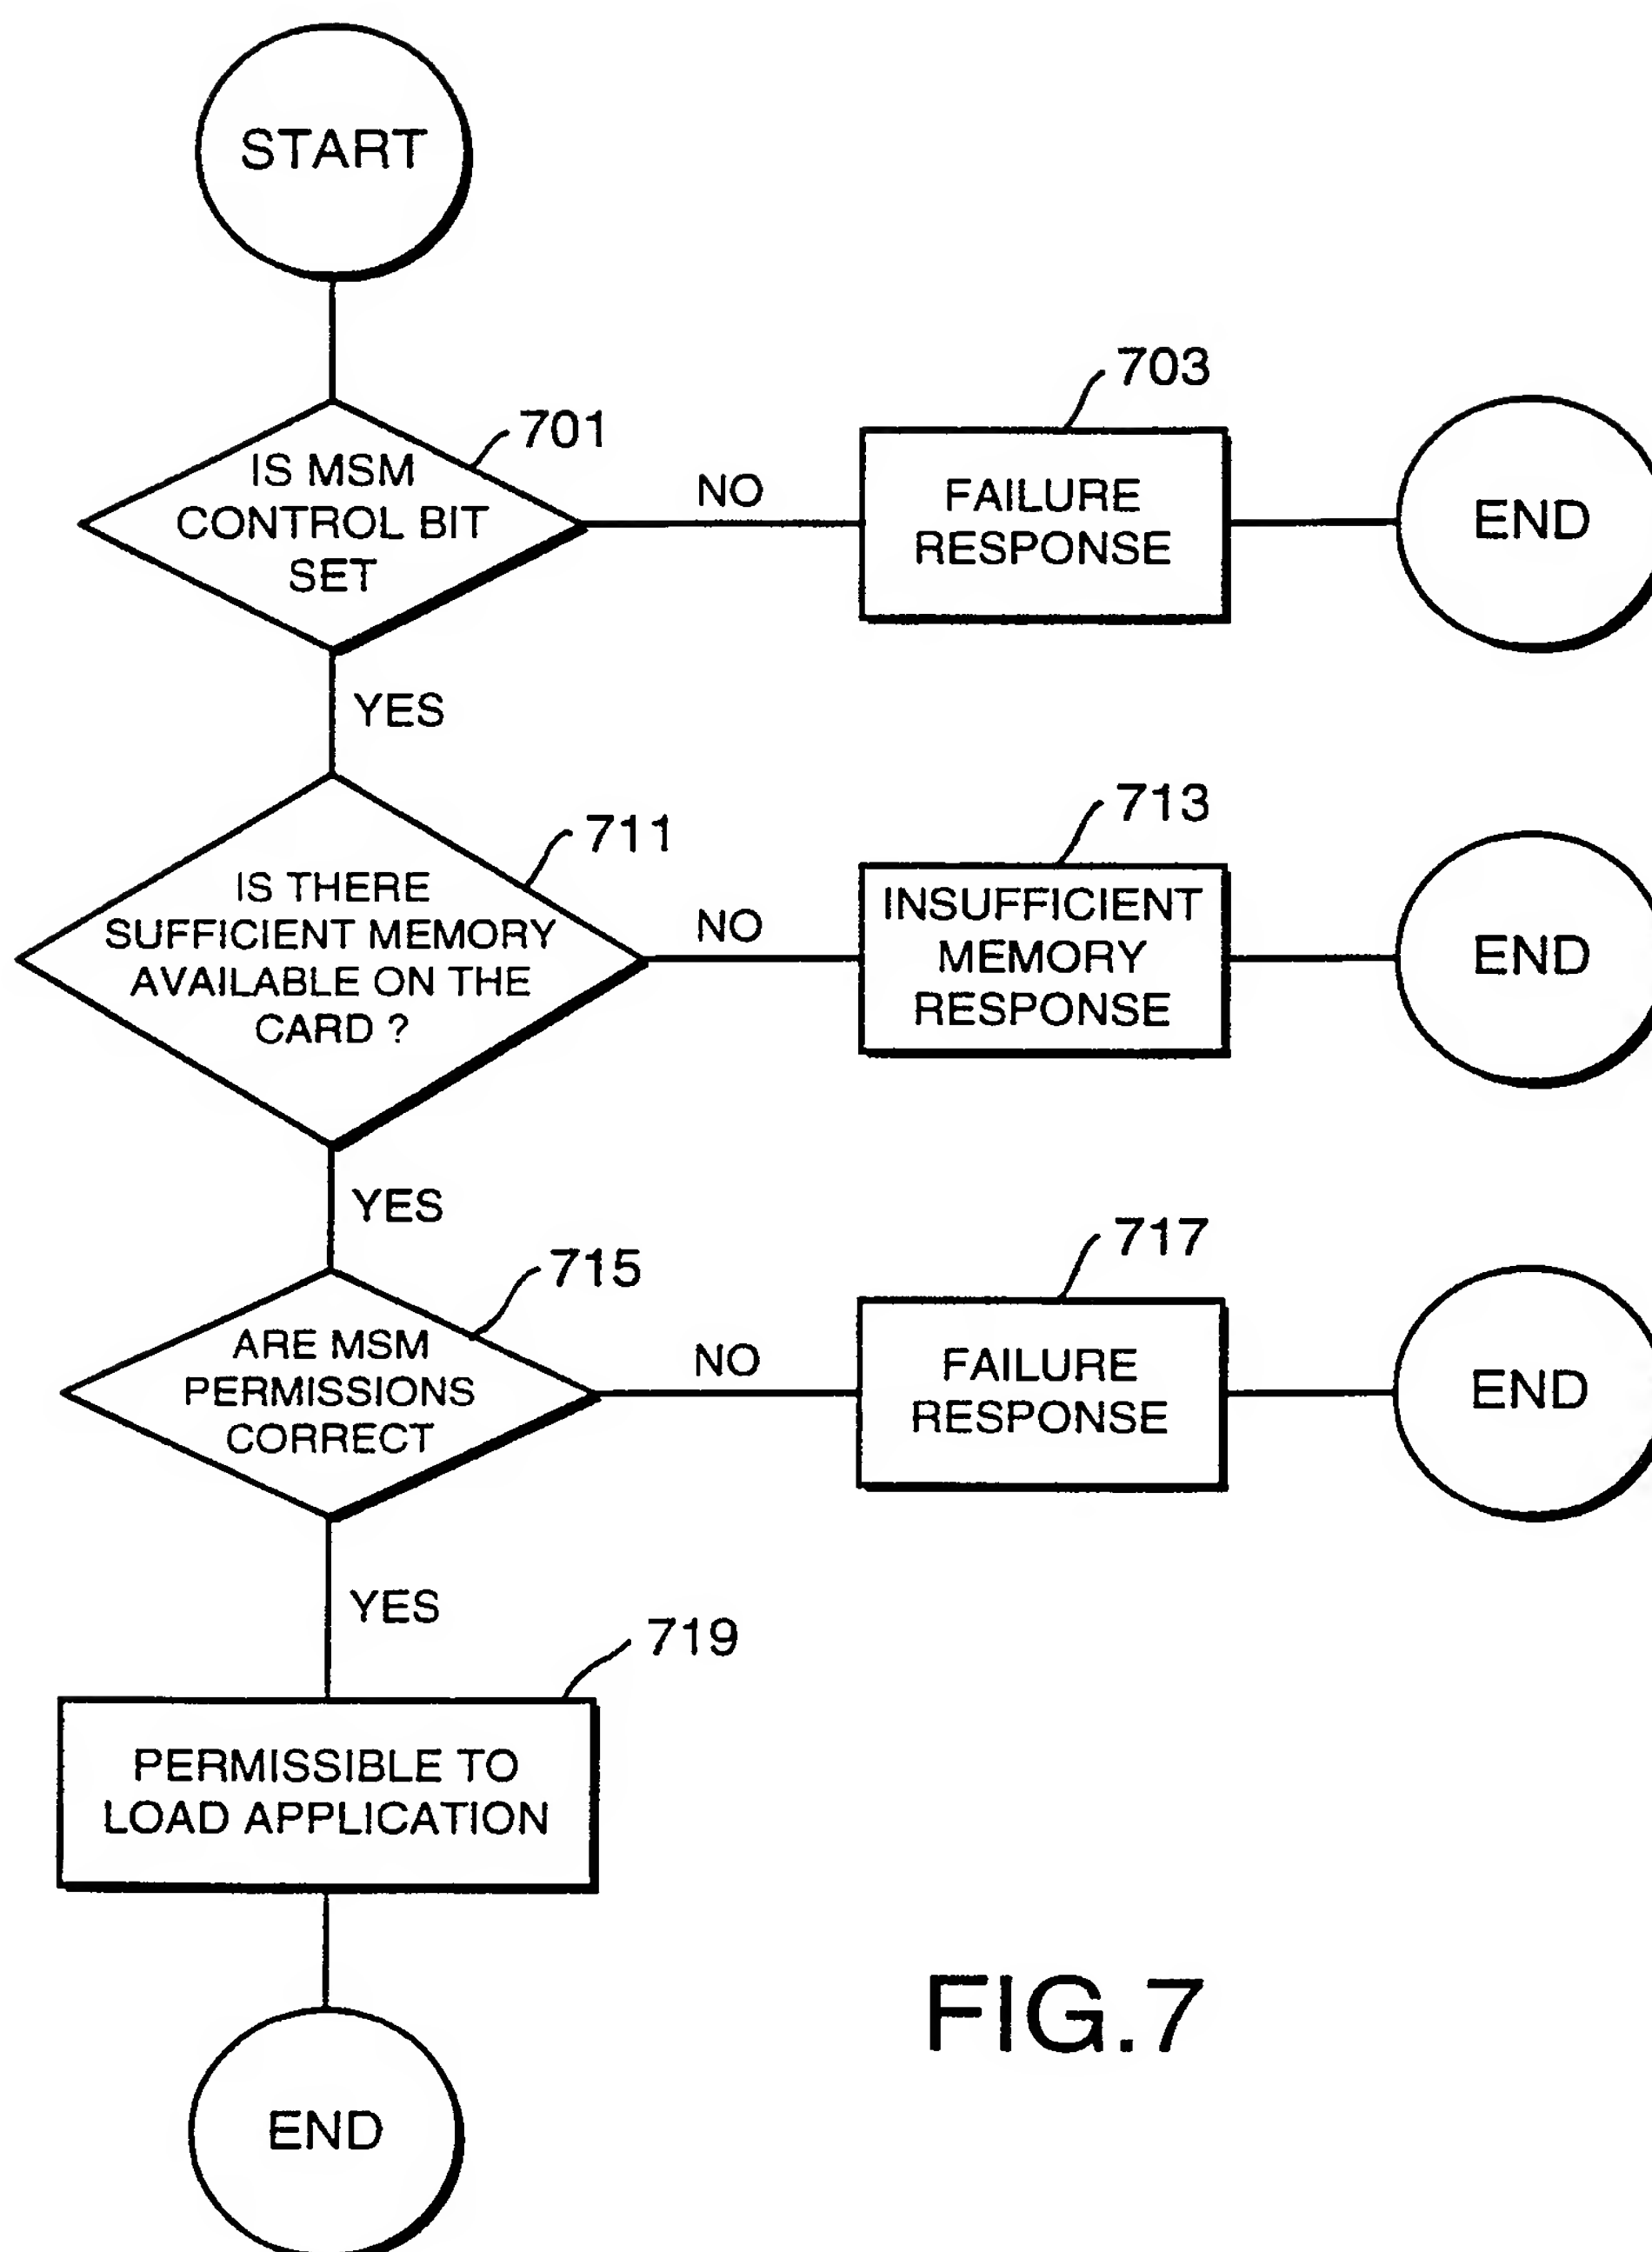 START
701
IS MSM
CONTROL BIT
SET
NO
703
FAILURE
RESPONSE
END
YES
711
IS THERE
SUFFICIENT MEMORY
AVAILABLE ON THE
CARD ?
NO
713
INSUFFICIENT
MEMORY
RESPONSE
END
YES
715
ARE MSM
PERMISSIONS
CORRECT
NO
717
FAILURE
RESPONSE
END
YES
719
PERMISSIBLE TO
LOAD APPLICATION
END
FIG.7